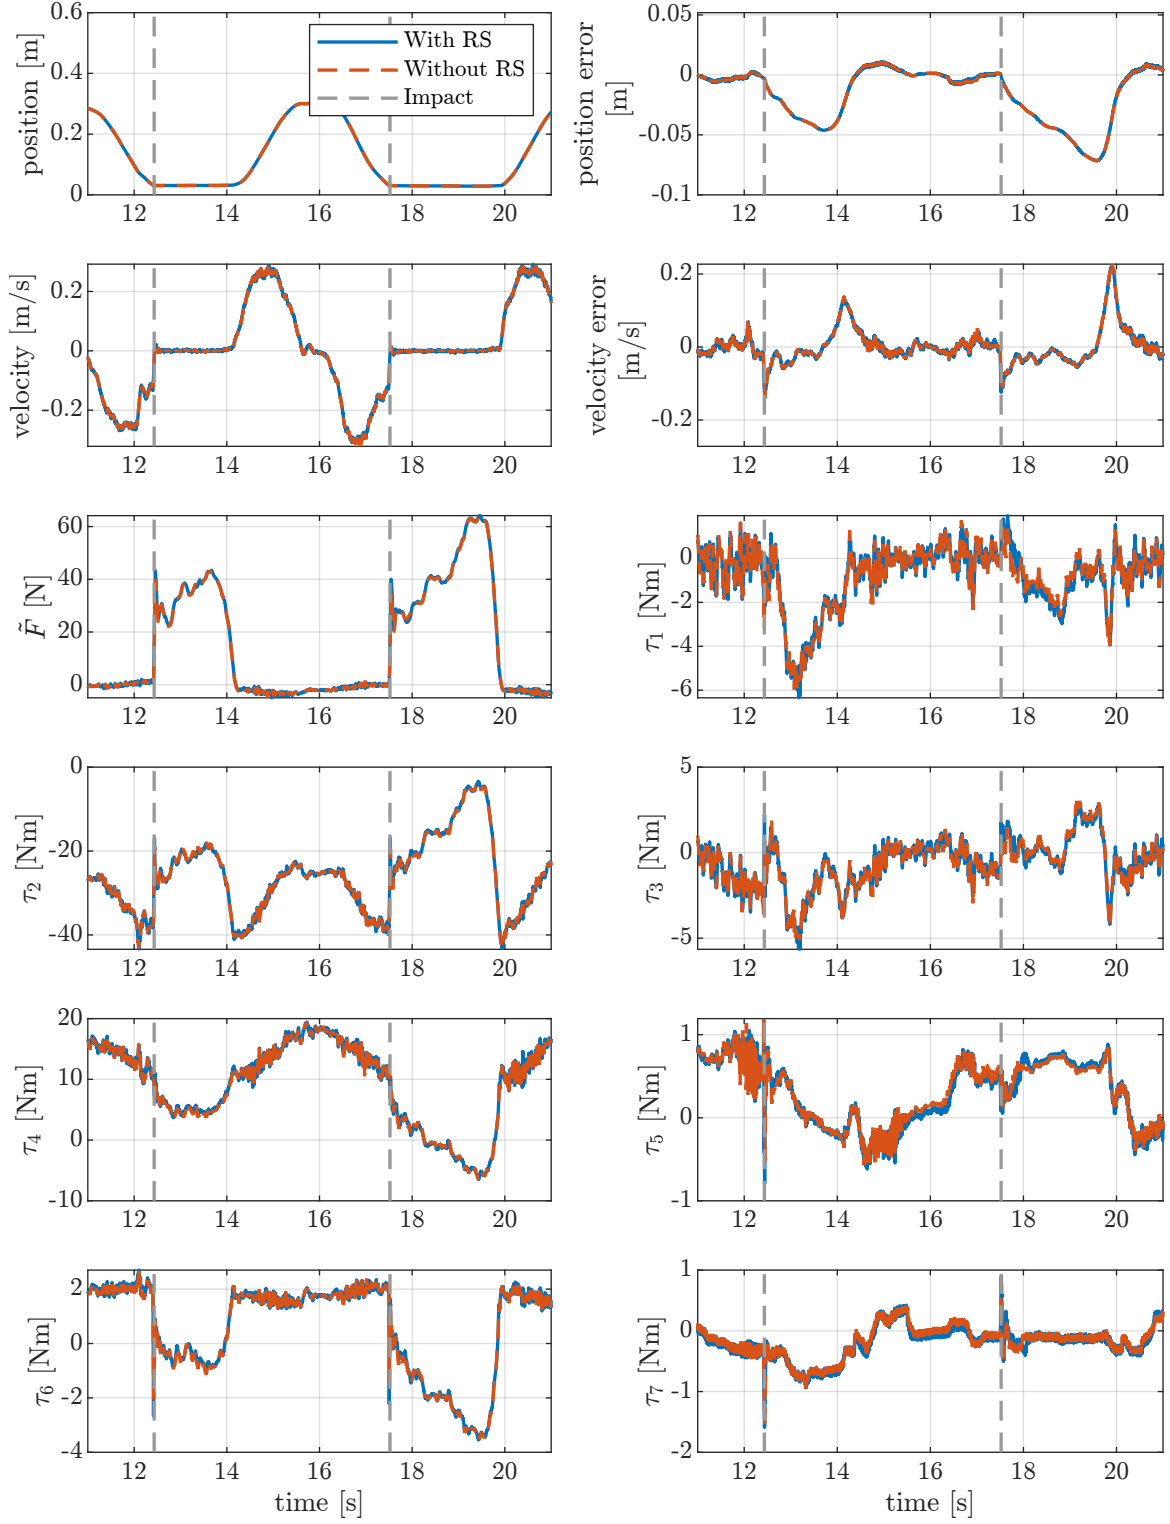 0.6
0.4
0.2
0
position [m]
With RS
Without RS
Impact
12 14 16 18 20
0.05
0
-0.05
-0.1
position error
[m]
12 14 16 18 20
0.2
0
-0.2
velocity [m/s]
12 14 16 18 20
0.2
0
-0.2
velocity error
[m/s]
12 14 16 18 20
60
40
20
0
F̃ [N]
12 14 16 18 20
0
-2
-4
-6
τ₁ [Nm]
12 14 16 18 20
0
-20
-40
τ₂ [Nm]
12 14 16 18 20
5
0
-5
τ₃ [Nm]
12 14 16 18 20
20
10
0
-10
τ₄ [Nm]
12 14 16 18 20
1
0
-1
τ₅ [Nm]
12 14 16 18 20
2
0
-2
-4
τ₆ [Nm]
12 14 16 18 20
time [s]
1
0
-1
-2
τ₇ [Nm]
12 14 16 18 20
time [s]